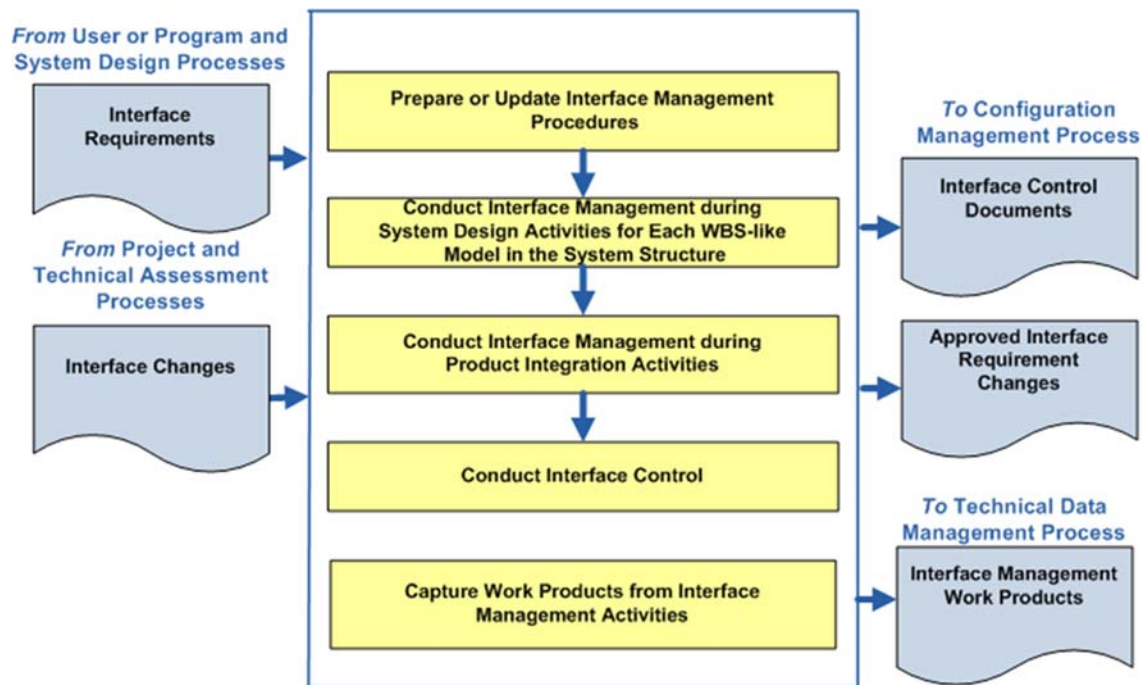 From User or Program and
System Design Processes
Interface
Requirements
From Project and
Technical Assessment
Processes
Interface Changes
Prepare or Update Interface Management
Procedures
Conduct Interface Management during
System Design Activities for Each WBS-like
Model in the System Structure
Conduct Interface Management during
Product Integration Activities
Conduct Interface Control
Capture Work Products from Interface
Management Activities
To Configuration
Management Process
Interface Control
Documents
Approved Interface
Requirement
Changes
To Technical Data
Management Process
Interface Management
Work Products